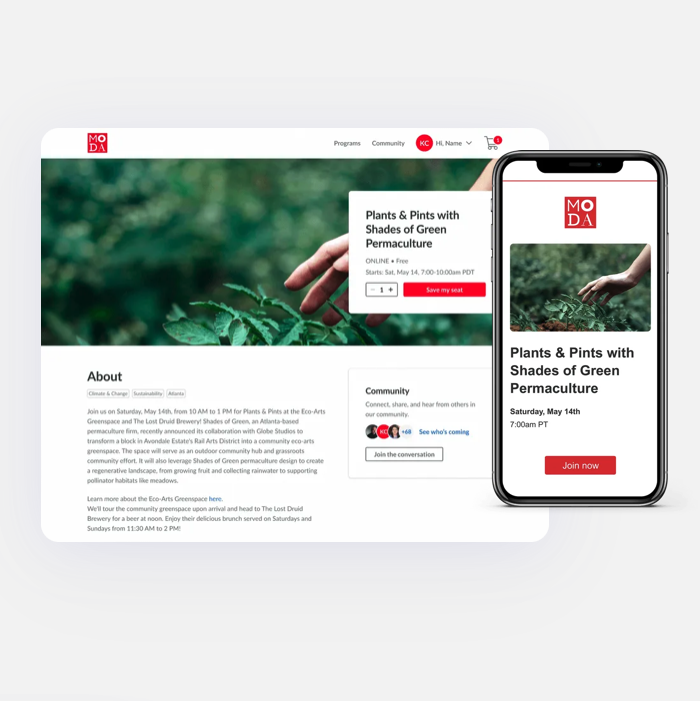 MO
DA
Programs
Community
KC
Hi, Name
1
Plants & Pints with
Shades of Green
Permaculture
ONLINE • Free
Starts: Sat, May 14, 7:00-10:00am PDT
− 1 +
Save my seat
About
Climate & Change
Sustainability
Atlanta
Join us on Saturday, May 14th, from 10 AM to 1 PM for Plants & Pints at the Eco-Arts
Greenspace and The Lost Druid Brewery! Shades of Green, an Atlanta-based
permaculture firm, recently announced its collaboration with Globe Studios to
transform a block in Avondale Estate's Rail Arts District into a community eco-arts
greenspace. The space will serve as an outdoor community hub and grassroots
community effort. It will also leverage Shades of Green permaculture design to create
a regenerative landscape, from growing fruit and collecting rainwater to supporting
pollinator habitats like meadows.
Learn more about the Eco-Arts Greenspace here.
We'll tour the community greenspace upon arrival and head to The Lost Druid
Brewery for a beer at noon. Enjoy their delicious brunch served on Saturdays and
Sundays from 11:30 AM to 2 PM!
Community
Connect, share, and hear from others in
our community.
KC
+68
See who's coming
Join the conversation
MO
DA
Plants & Pints with
Shades of Green
Permaculture
Saturday, May 14th
7:00am PT
Join now